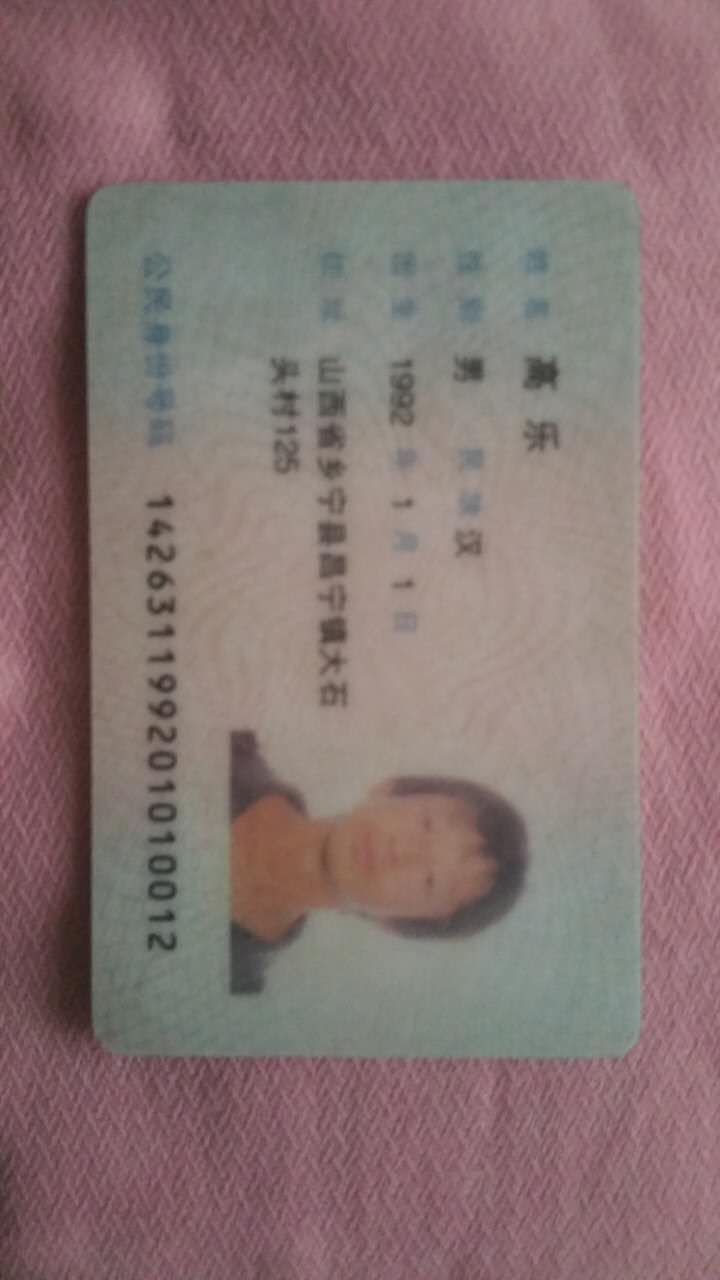 姓名 高乐
性别 男 民族 汉
出生 1992 年 1 月 1 日
住址 山西省乡宁县昌宁镇大石
头村125
公民身份号码 142631199201010012